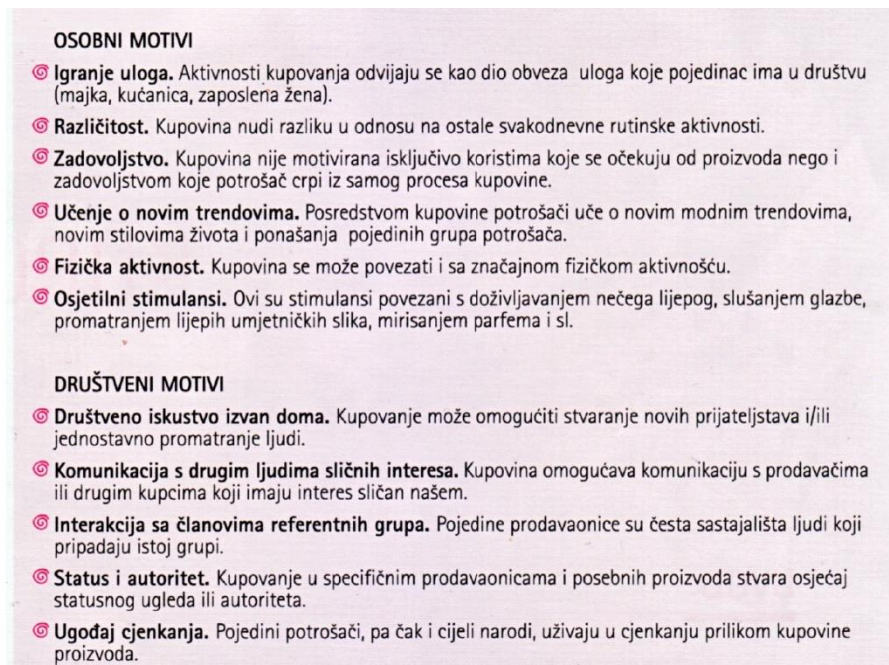 OSOBNI MOTIVI
Igranje uloga. Aktivnosti kupovanja odvijaju se kao dio obveza uloga koje pojedinac ima u društvu
(majka, kućanica, zaposlena žena).
Različitost. Kupovina nudi razliku u odnosu na ostale svakodnevne rutinske aktivnosti.
Zadovoljstvo. Kupovina nije motivirana isključivo koristima koje se očekuju od proizvoda nego i
zadovoljstvom koje potrošač crpi iz samog procesa kupovine.
Učenje o novim trendovima. Posredstvom kupovine potrošači uče o novim modnim trendovima,
novim stilovima života i ponašanja pojedinih grupa potrošača.
Fizička aktivnost. Kupovina se može povezati i sa značajnom fizičkom aktivnošću.
Osjetilni stimulansi. Ovi su stimulansi povezani s doživljavanjem nečega lijepog, slušanjem glazbe,
promatranjem lijepih umjetničkih slika, mirisanjem parfema i sl.
DRUŠTVENI MOTIVI
Društveno iskustvo izvan doma. Kupovanje može omogućiti stvaranje novih prijateljstava i/ili
jednostavno promatranje ljudi.
Komunikacija s drugim ljudima sličnih interesa. Kupovina omogućava komunikaciju s prodavačima
ili drugim kupcima koji imaju interes sličan našem.
Interakcija sa članovima referentnih grupa. Pojedine prodavaonice su česta sastajališta ljudi koji
pripadaju istoj grupi.
Status i autoritet. Kupovanje u specifičnim prodavaonicama i posebnih proizvoda stvara osjećaj
statusnog ugleda ili autoriteta.
Ugođaj cjenkanja. Pojedini potrošači, pa čak i cijeli narodi, uživaju u cjenkanju prilikom kupovine
proizvoda.